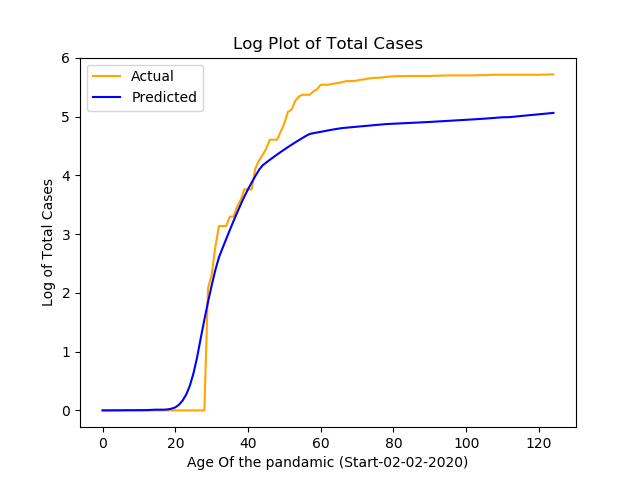 Log Plot of Total Cases
Actual
Predicted
Log of Total Cases
6
5
4
3
2
1
0
0 20 40 60 80 100 120
Age Of the pandamic (Start-02-02-2020)